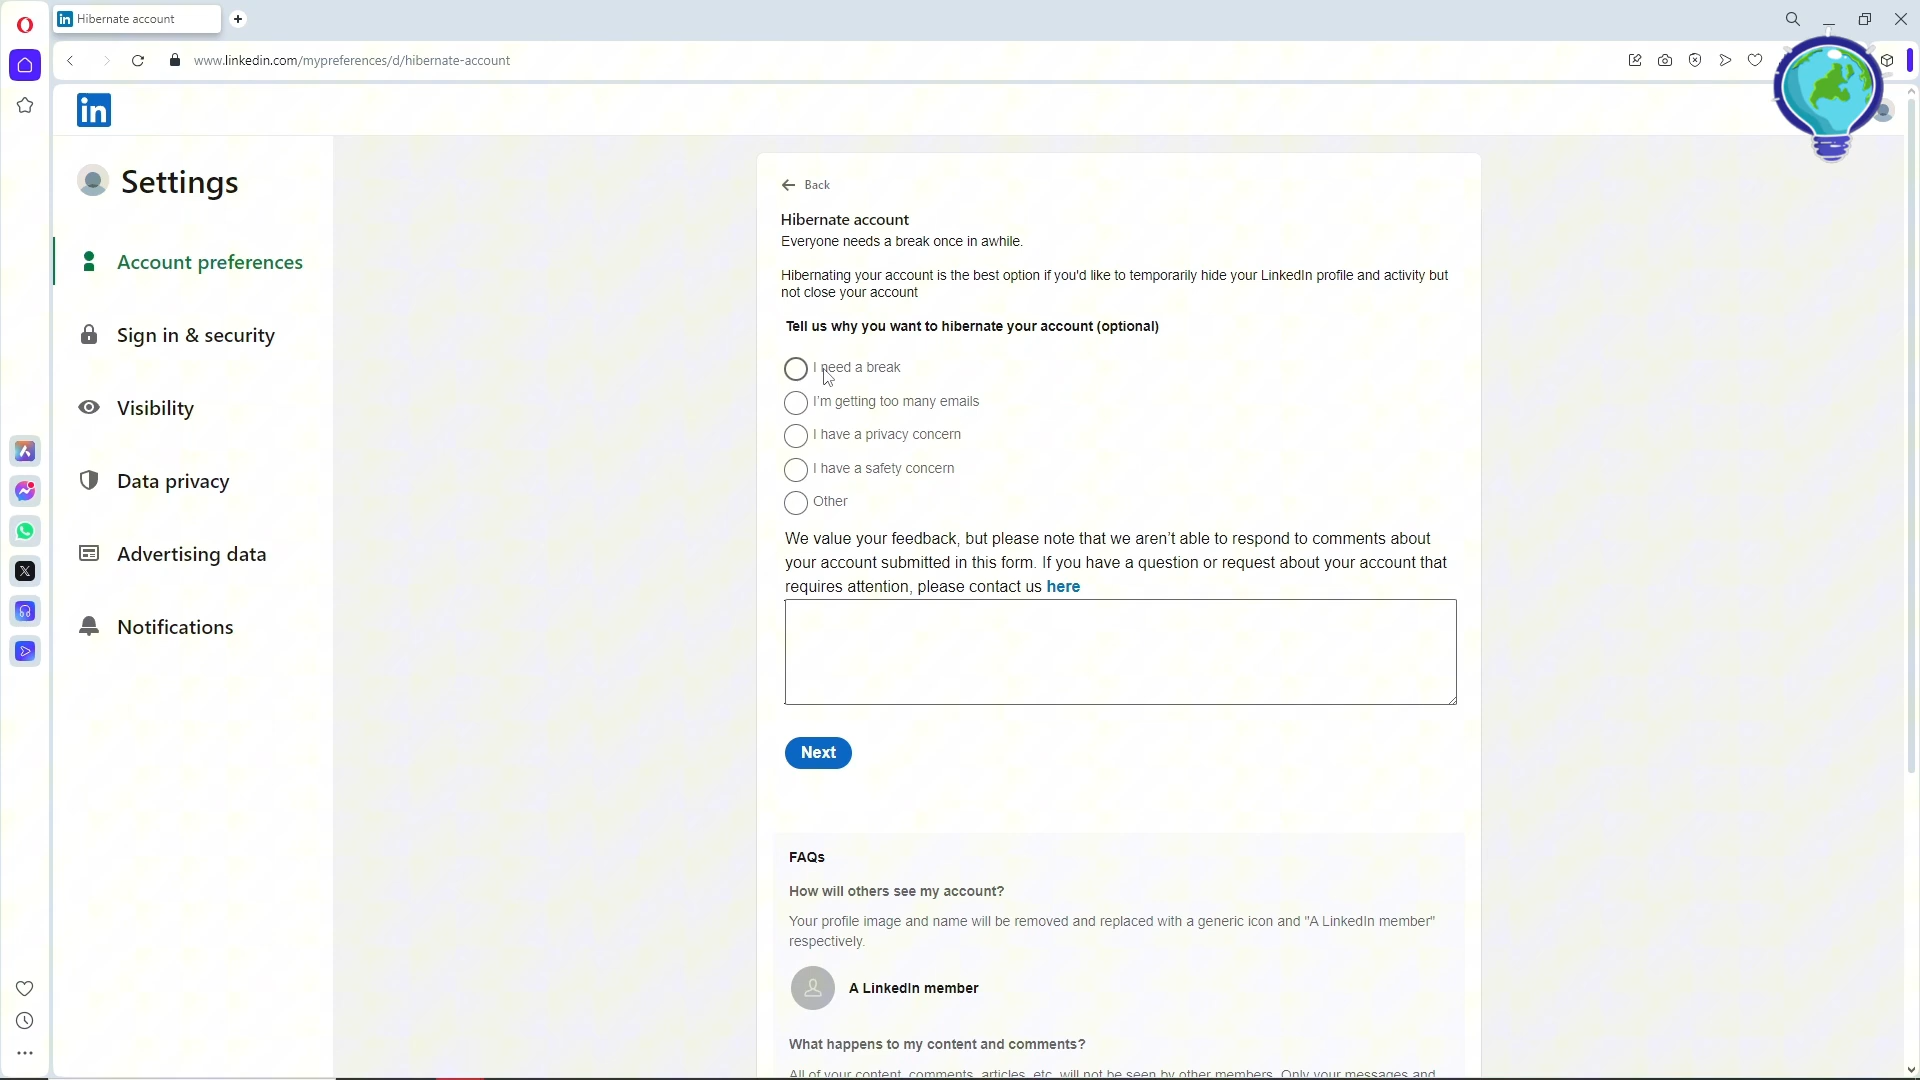 Hibernate account
www.linkedin.com/mypreferences/d/hibernate-account
in
Settings
Account preferences
Sign in & security
Visibility
Data privacy
Advertising data
Notifications
Back
Hibernate account
Everyone needs a break once in awhile.
Hibernating your account is the best option if you'd like to temporarily hide your LinkedIn profile and activity but
not close your account
Tell us why you want to hibernate your account (optional)
I need a break
I'm getting too many emails
I have a privacy concern
I have a safety concern
Other
We value your feedback, but please note that we aren't able to respond to comments about
your account submitted in this form. If you have a question or request about your account that
requires attention, please contact us here
Next
FAQs
How will others see my account?
Your profile image and name will be removed and replaced with a generic icon and "A LinkedIn member"
respectively.
A LinkedIn member
What happens to my content and comments?
All of your content, comments, articles, etc. will not be seen by other members. Only your messages and